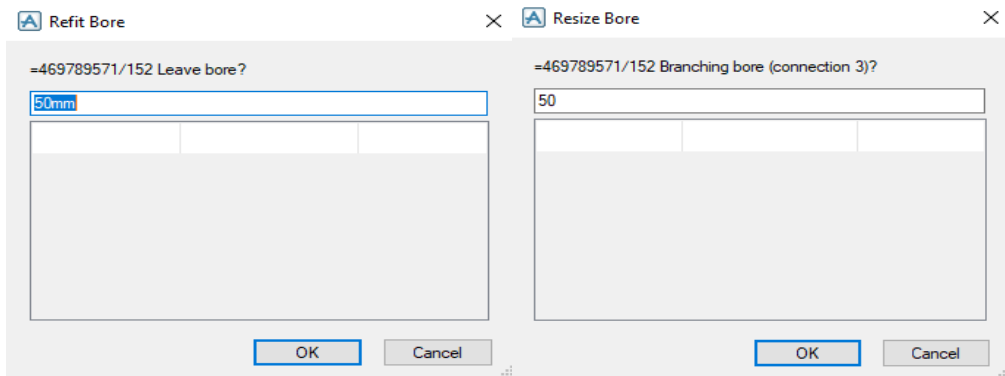 Refit Bore
=469789571/152 Leave bore?
50mm
OK Cancel
Resize Bore
=469789571/152 Branching bore (connection 3)?
50
OK Cancel